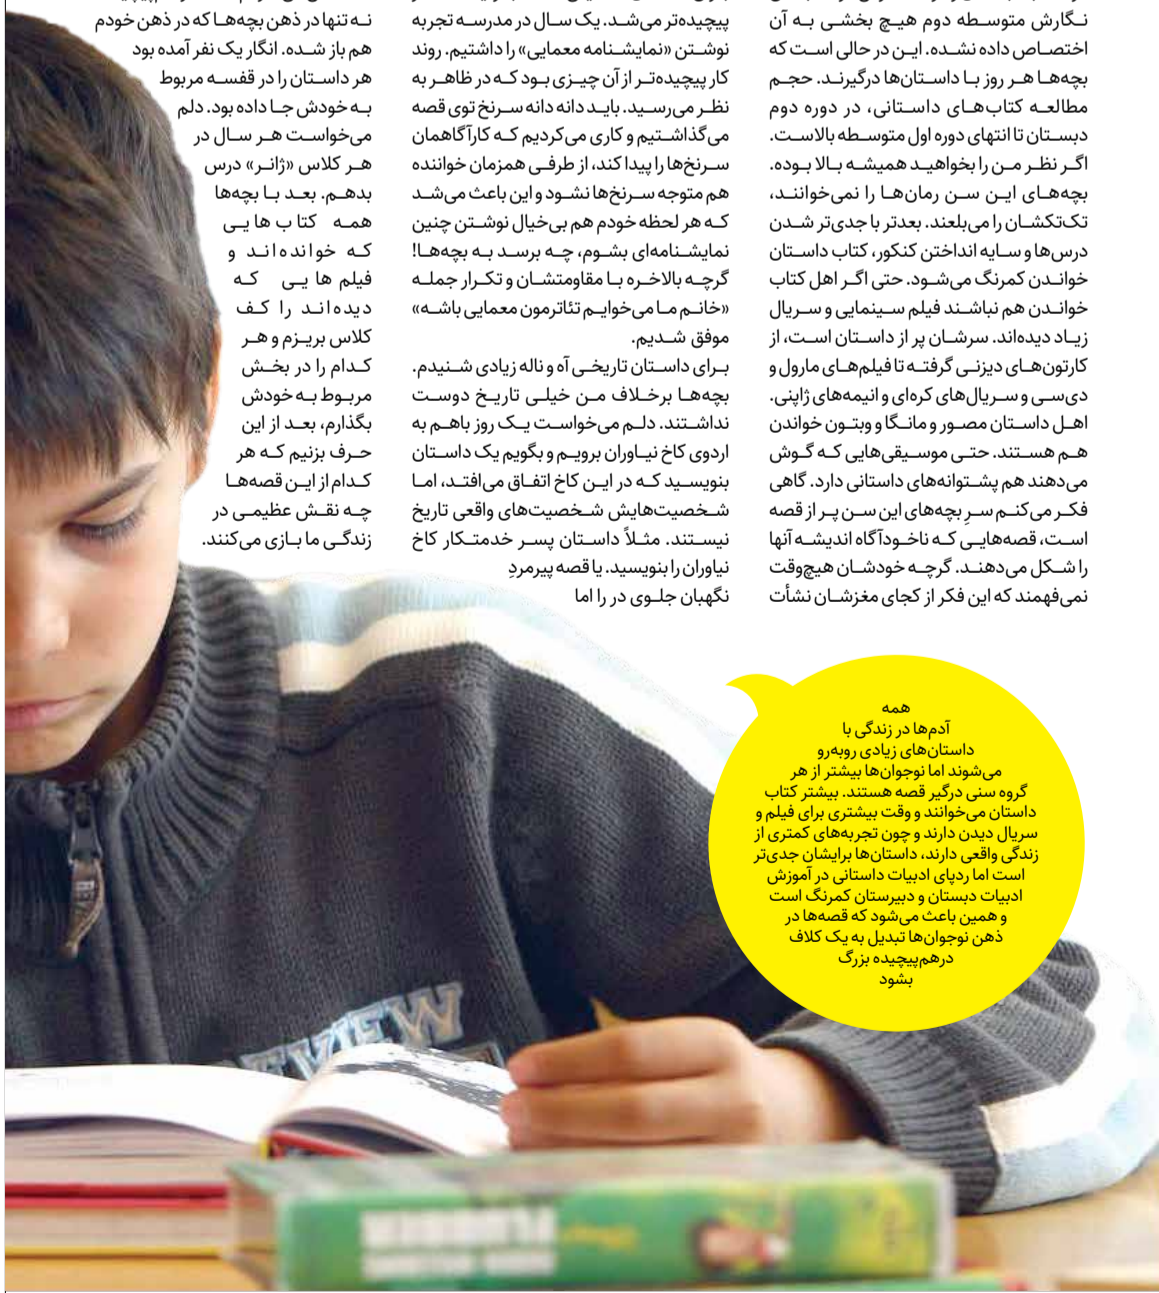 نگارش متوسطه دوم هیچ بخشی به آن
اختصاص داده نشده. این در حالی است که
بچه‌ها هر روز با داستان‌ها درگیرند. حجم
مطالعه کتاب‌های داستانی، در دوره دوم
دبستان تا انتهای دوره اول متوسطه بالاست.
اگر نظر من را بخواهید همیشه بالا بوده.
بچه‌های این سن رمان‌ها را نمی‌خوانند،
تک‌تکشان را می‌بلعند. بعدتر با جدی‌تر شدن
درس‌ها و سایه انداختن کنکور، کتاب داستان
خواندن کمرنگ می‌شود. حتی اگر اهل کتاب
خواندن هم نباشند فیلم سینمایی و سریال
زیاد دیده‌اند. سرشان پر از داستان است، از
کارتون‌های دیزنی گرفته تا فیلم‌های مارول و
دی‌سی و سریال‌های کره‌ای و انیمه‌های ژاپنی.
اهل داستان مصور و مانگا و وبتون خواندن
هم هستند. حتی موسیقی‌هایی که گوش
می‌دهند هم پشتوانه‌های داستانی دارد. گاهی
فکر می‌کنم سرِ بچه‌های این سن پر از قصه
است، قصه‌هایی که ناخودآگاه اندیشه آنها
را شکل می‌دهند. گرچه خودشان هیچ‌وقت
نمی‌فهمند که این فکر از کجای مغزشان نشأت
پیچیده‌تر می‌شد. یک سال در مدرسه تجربه
نوشتن «نمایشنامه معمایی» را داشتیم. روند
کار پیچیده‌تر از آن چیزی بود که در ظاهر به
نظر می‌رسید. باید دانه دانه سرنخ توی قصه
می‌گذاشتیم و کاری می‌کردیم که کارآگاهمان
سرنخ‌ها را پیدا کند، از طرفی همزمان خواننده
هم متوجه سرنخ‌ها نشود و این باعث می‌شد
که هر لحظه خودم هم بی‌خیال نوشتن چنین
نمایشنامه‌ای بشوم، چه برسد به بچه‌ها!
گرچه بالاخره با مقاومتشان و تکرار جمله
«خانم ما می‌خوایم تئاترمون معمایی باشه»
موفق شدیم.
برای داستان تاریخی آه و ناله زیادی شنیدم.
بچه‌ها برخلاف من خیلی تاریخ دوست
نداشتند. دلم می‌خواست یک روز باهم به
اردوی کاخ نیاوران برویم و بگویم یک داستان
بنویسید که در این کاخ اتفاق می‌افتد، اما
شخصیت‌هایش شخصیت‌های واقعی تاریخ
نیستند. مثلاً داستان پسر خدمتکار کاخ
نیاوران را بنویسید. یا قصه پیرمردِ
نگهبان جلوی در را اما
نه تنها در ذهن بچه‌ها که در ذهن خودم
هم باز شده. انگار یک نفر آمده بود
هر داستان را در قفسه مربوط
به خودش جا داده بود. دلم
می‌خواست هر سال در
هر کلاس «ژانر» درس
بدهم. بعد با بچه‌ها
همه کتاب‌هایی
که خوانده‌اند و
فیلم‌هایی که
دیده‌اند را کف
کلاس بریزم و هر
کدام را در بخش
مربوط به خودش
بگذارم، بعد از این
حرف بزنیم که هر
کدام از این قصه‌ها
چه نقش عظیمی در
زندگی ما بازی می‌کنند.
همه
آدم‌ها در زندگی با
داستان‌های زیادی روبه‌رو
می‌شوند اما نوجوان‌ها بیشتر از هر
گروه سنی درگیر قصه هستند. بیشتر کتاب
داستان می‌خوانند و وقت بیشتری برای فیلم و
سریال دیدن دارند و چون تجربه‌های کمتری از
زندگی واقعی دارند، داستان‌ها برایشان جدی‌تر
است اما ردپای ادبیات داستانی در آموزش
ادبیات دبستان و دبیرستان کمرنگ است
و همین باعث می‌شود که قصه‌ها در
ذهن نوجوان‌ها تبدیل به یک کلاف
درهم‌پیچیده بزرگ
بشود